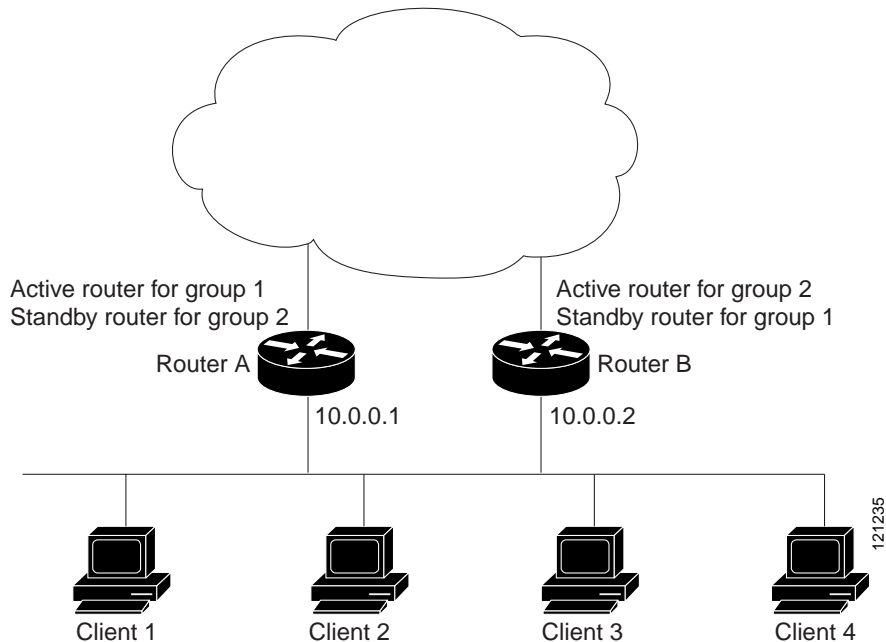 Active router for group 1
Standby router for group 2
Active router for group 2
Standby router for group 1
Router A
Router B
10.0.0.1
10.0.0.2
121235
Client 1
Client 2
Client 3
Client 4